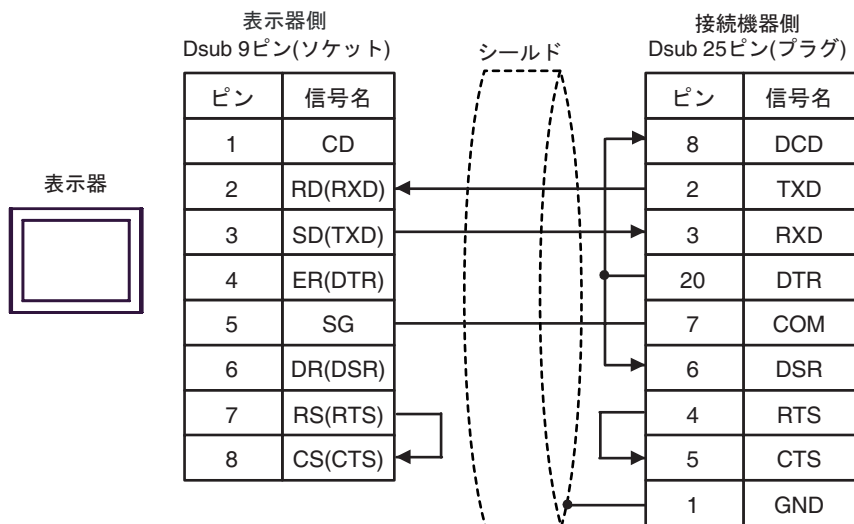 表示器側
Dsub 9ピン(ソケット)
シールド
接続機器側
Dsub 25ピン(プラグ)
表示器
ピン 信号名
1 CD
2 RD(RXD)
3 SD(TXD)
4 ER(DTR)
5 SG
6 DR(DSR)
7 RS(RTS)
8 CS(CTS)
ピン 信号名
8 DCD
2 TXD
3 RXD
20 DTR
7 COM
6 DSR
4 RTS
5 CTS
1 GND